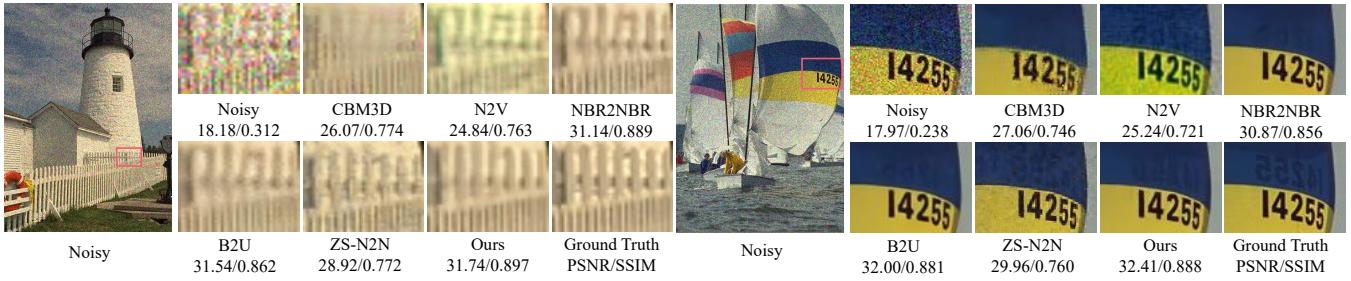 Noisy
18.18/0.312
CBM3D
26.07/0.774
N2V
24.84/0.763
NBR2NBR
31.14/0.889
B2U
31.54/0.862
ZS-N2N
28.92/0.772
Ours
31.74/0.897
Ground Truth
PSNR/SSIM
Noisy
14255
14255
14255
14255
14255
Noisy
17.97/0.238
CBM3D
27.06/0.746
N2V
25.24/0.721
NBR2NBR
30.87/0.856
14255
14255
14255
14255
B2U
32.00/0.881
ZS-N2N
29.96/0.760
Ours
32.41/0.888
Ground Truth
PSNR/SSIM
Noisy